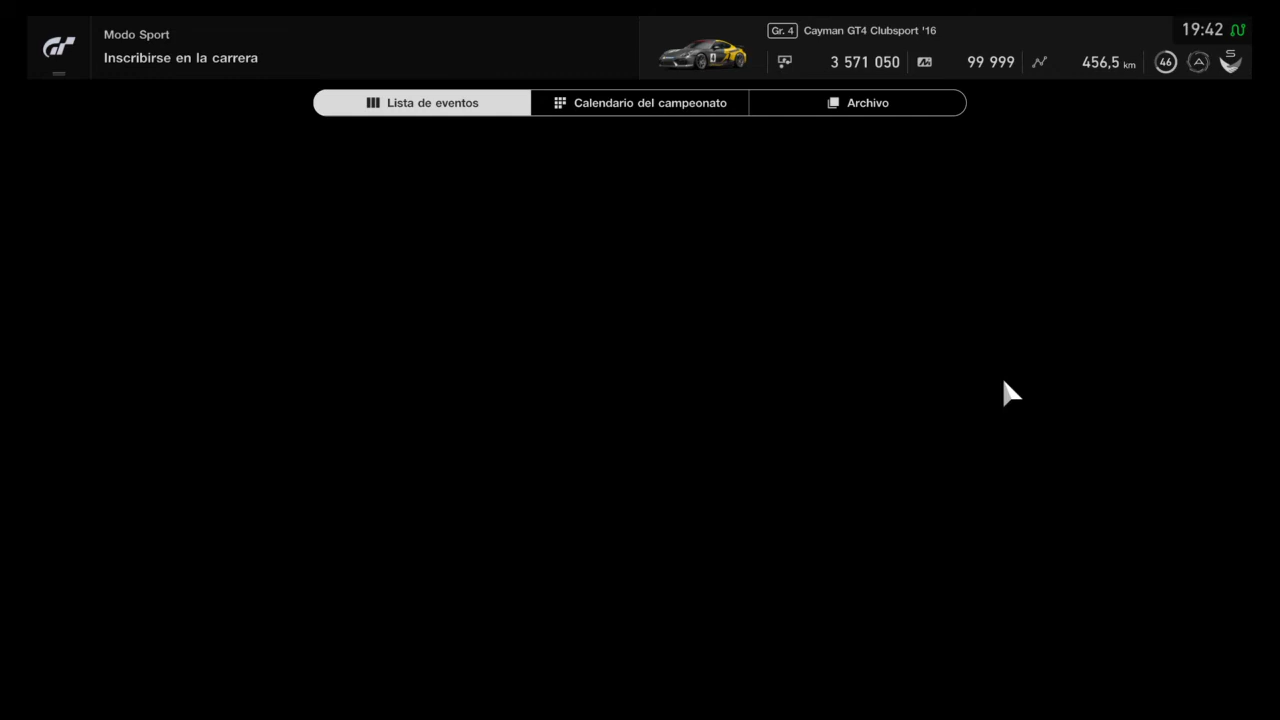 Modo Sport
Inscribirse en la carrera
Gr. 4 Cayman GT4 Clubsport '16
19:42
3 571 050 99 999 456,5 km 46 A S
Lista de eventos Calendario del campeonato Archivo